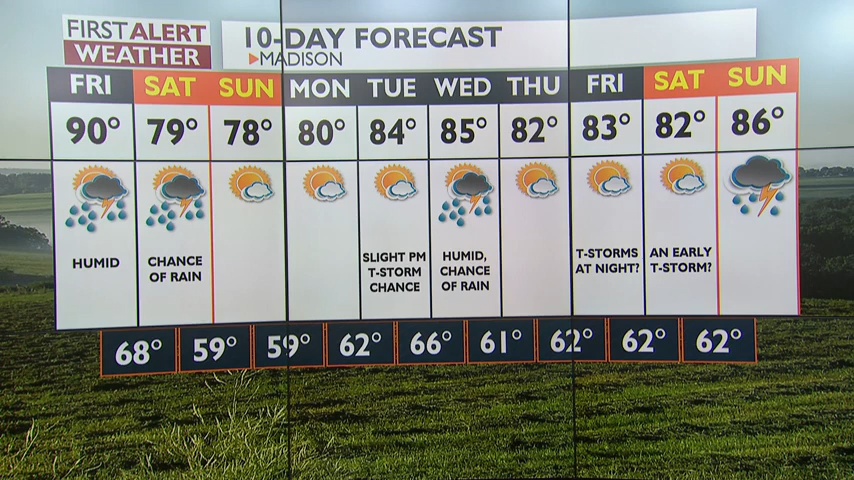 FIRST ALERT
WEATHER
10-DAY FORECAST
MADISON
FRI SAT SUN MON TUE WED THU FRI SAT SUN
90° 79° 78° 80° 84° 85° 82° 83° 82° 86°
HUMID
CHANCE
OF RAIN
SLIGHT PM
T-STORM
CHANCE
HUMID,
CHANCE
OF RAIN
T-STORMS
AT NIGHT?
AN EARLY
T-STORM?
68° 59° 59° 62° 66° 61° 62° 62° 62°